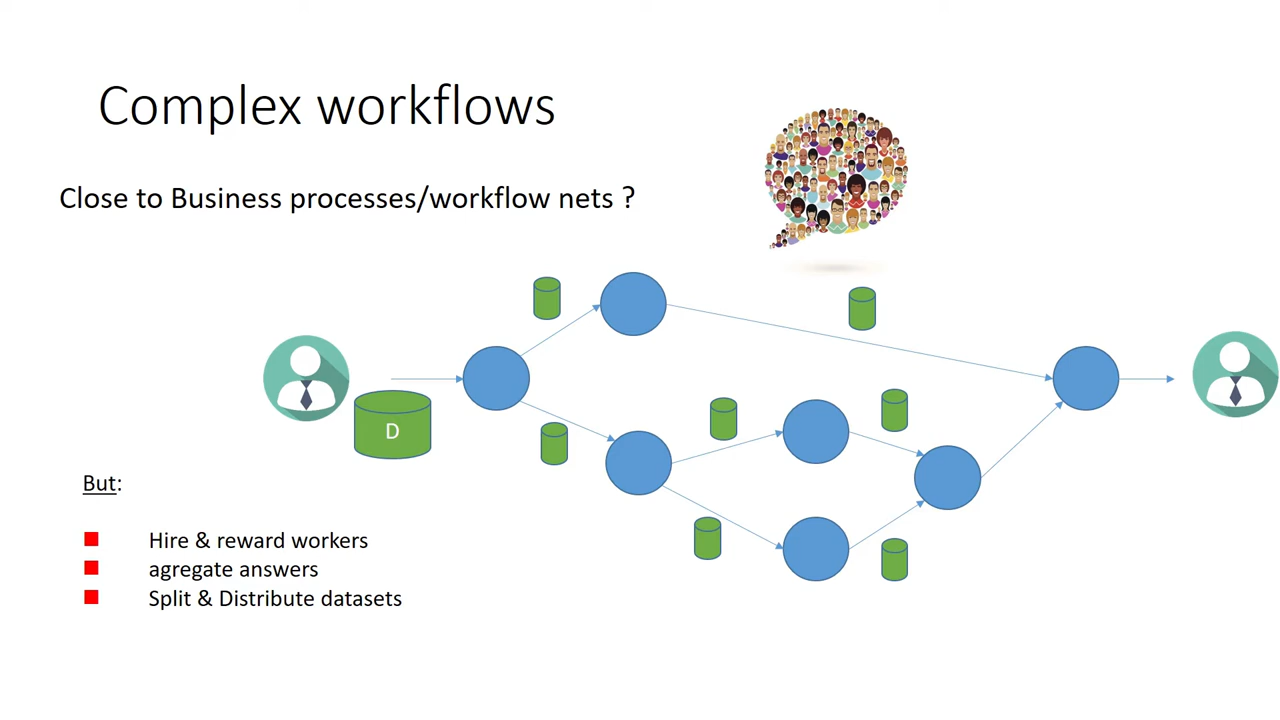 Complex workflows
Close to Business processes/workflow nets ?
D
But:
Hire & reward workers
agregate answers
Split & Distribute datasets